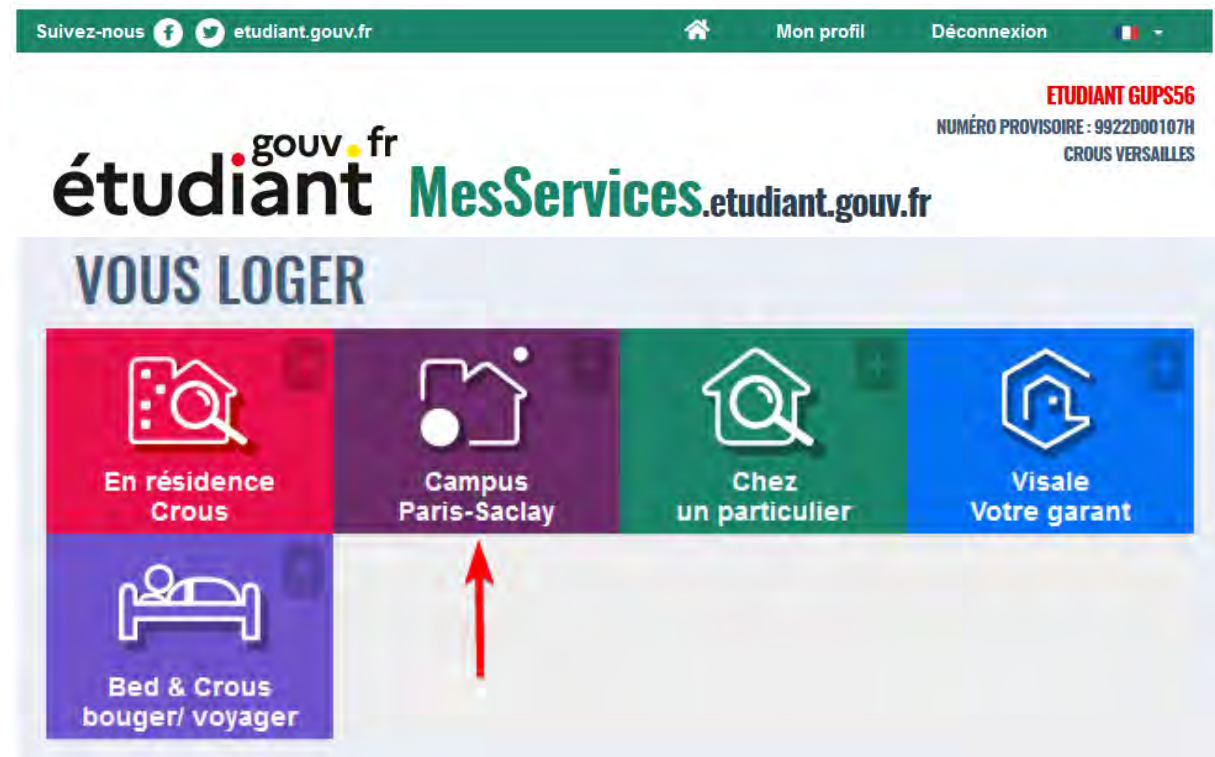 Suivez-nous etudiant.gouv.fr Mon profil Déconnexion
ETUDIANT GUPS56
NUMÉRO PROVISOIRE : 9922D00107H
CROUS VERSAILLES
étudiant.gouv.fr
MesServices.etudiant.gouv.fr
VOUS LOGER
En résidence
Crous
Campus
Paris-Saclay
Chez
un particulier
Visale
Votre garant
Bed & Crous
bouger/ voyager